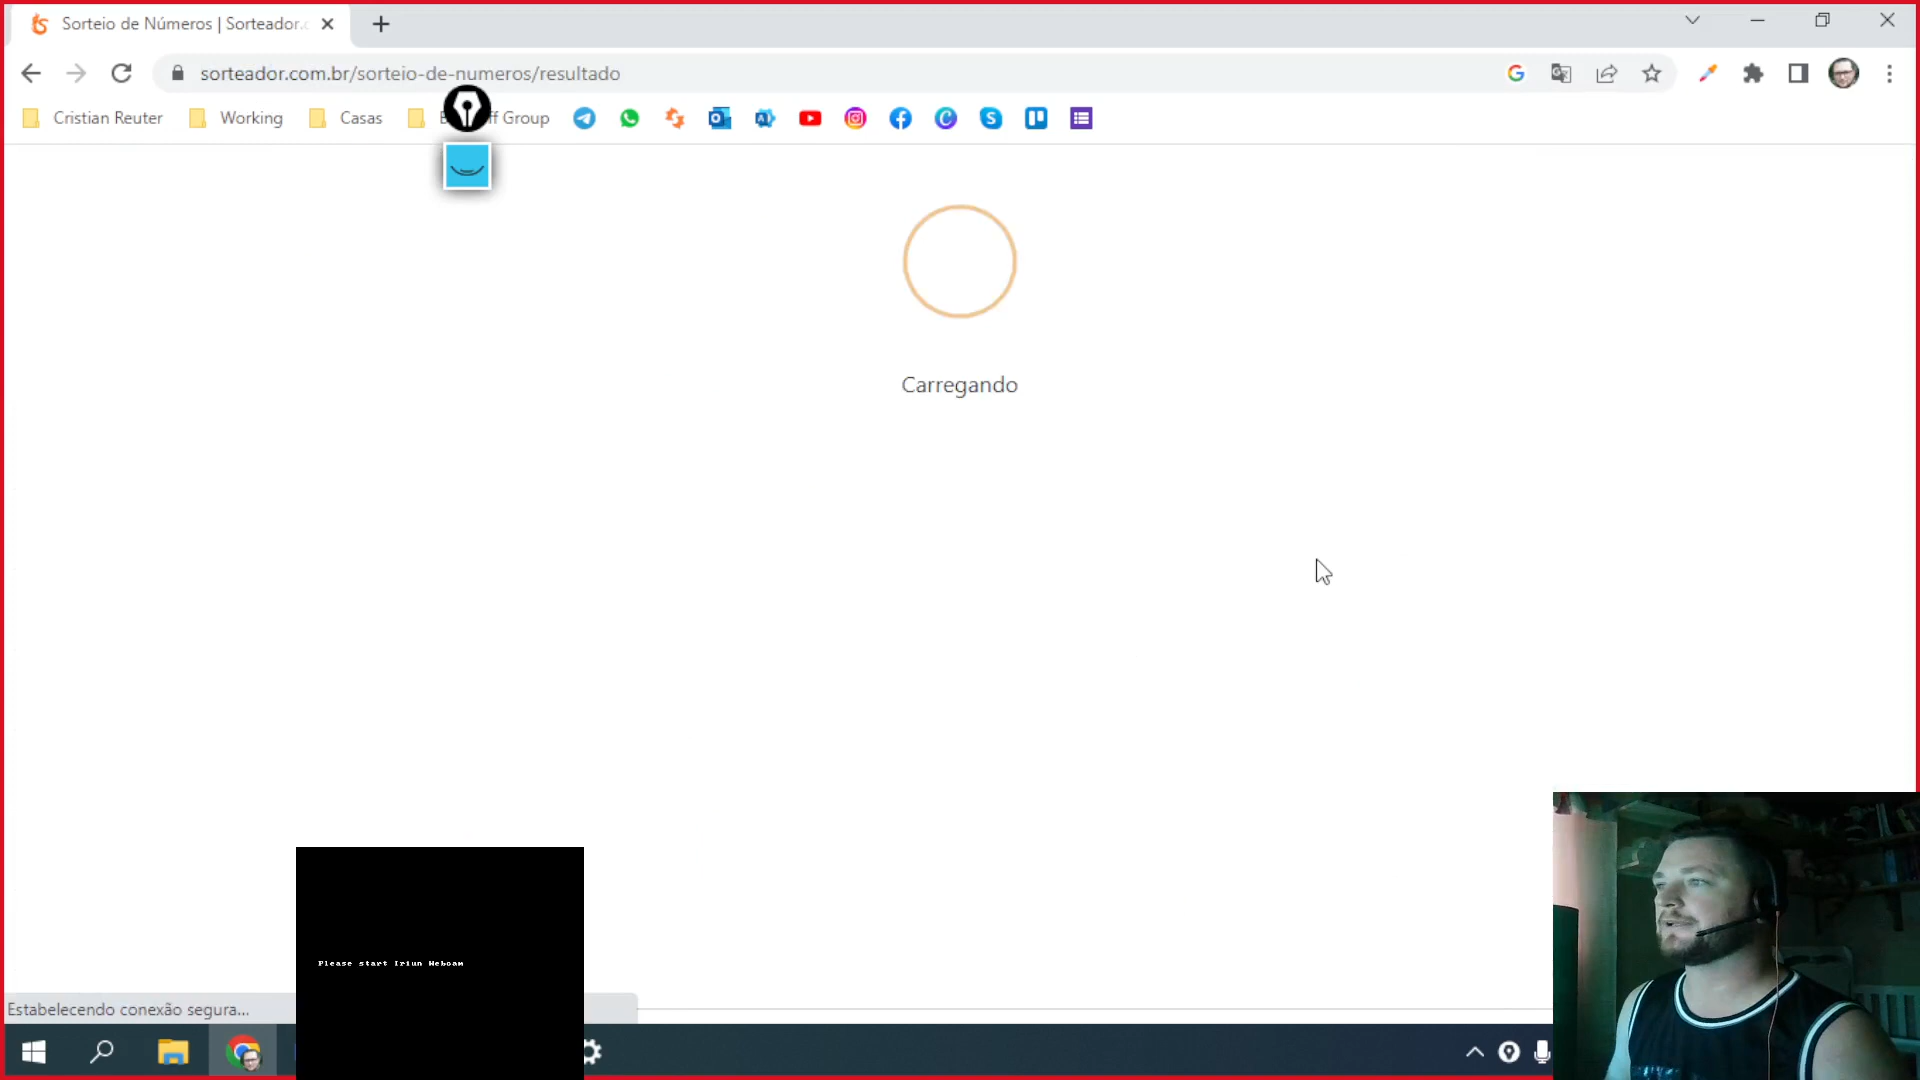 Sorteio de Números | Sorteador.
sorteador.com.br/sorteio-de-numeros/resultado
Cristian Reuter
Working
Casas
Group
Carregando
Please start Iriun Webcam
Estabelecendo conexão segura...